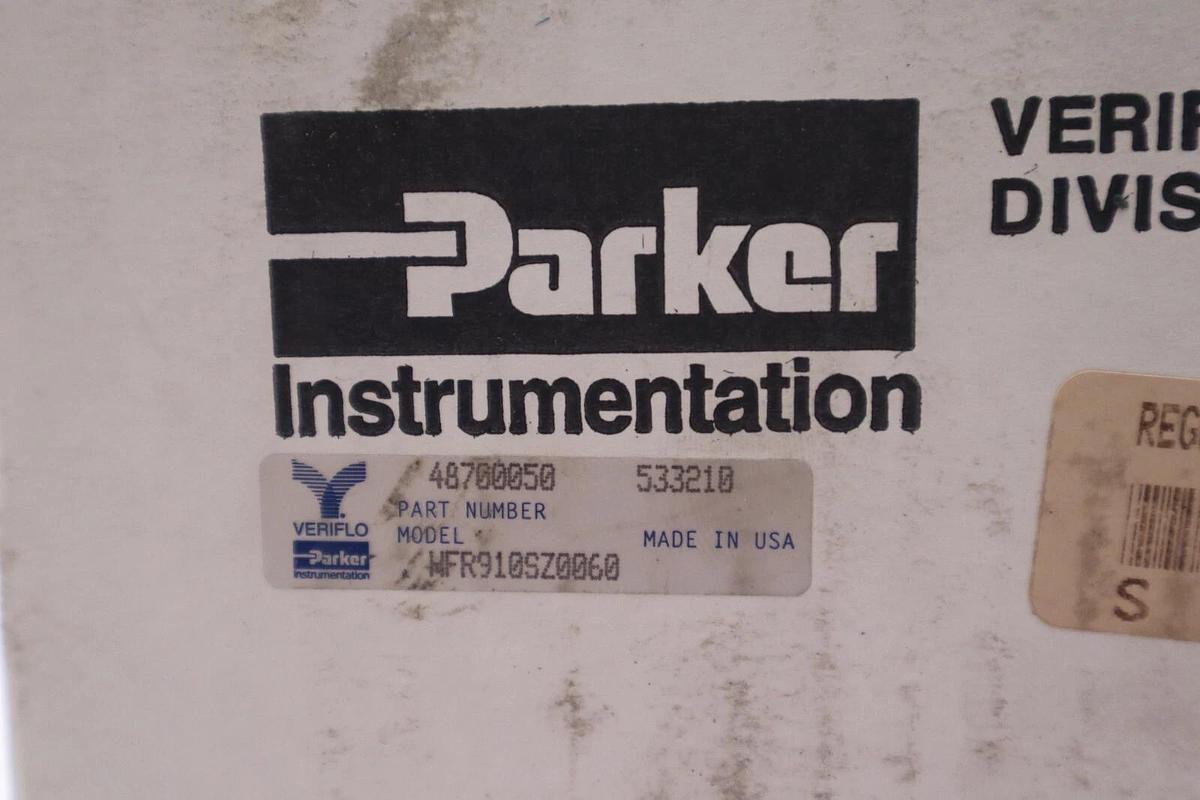 Parker
Instrumentation
VERIF
DIVIS
48700050 533210
PART NUMBER
MODEL MADE IN USA
WFR910SZ0060
VERIFLO
Parker
Instrumentation
REG
S